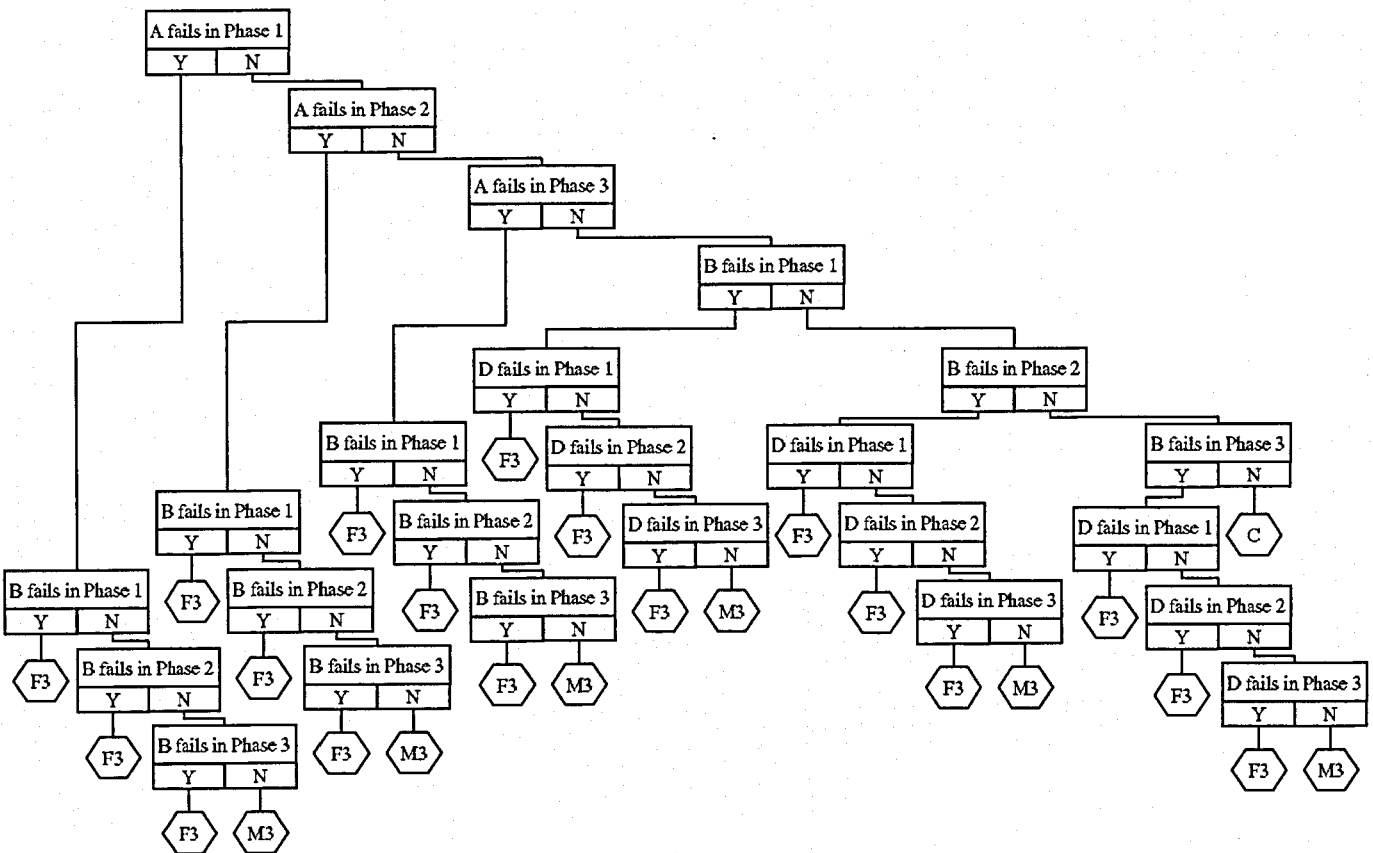 A fails in Phase 1
Y N
A fails in Phase 2
Y N
A fails in Phase 3
Y N
B fails in Phase 1
Y N
D fails in Phase 1
Y N
B fails in Phase 2
Y N
B fails in Phase 1
Y N
F3
D fails in Phase 2
Y N
D fails in Phase 1
Y N
B fails in Phase 3
Y N
B fails in Phase 1
Y N
F3
B fails in Phase 2
Y N
F3
D fails in Phase 3
Y N
F3
D fails in Phase 2
Y N
D fails in Phase 1
Y N
C
B fails in Phase 1
Y N
F3
B fails in Phase 2
Y N
F3
B fails in Phase 3
Y N
F3
M3
F3
D fails in Phase 3
Y N
F3
D fails in Phase 2
Y N
F3
B fails in Phase 2
Y N
F3
B fails in Phase 3
Y N
F3
M3
F3
M3
F3
D fails in Phase 3
Y N
F3
B fails in Phase 3
Y N
F3
M3
F3
M3
F3
M3